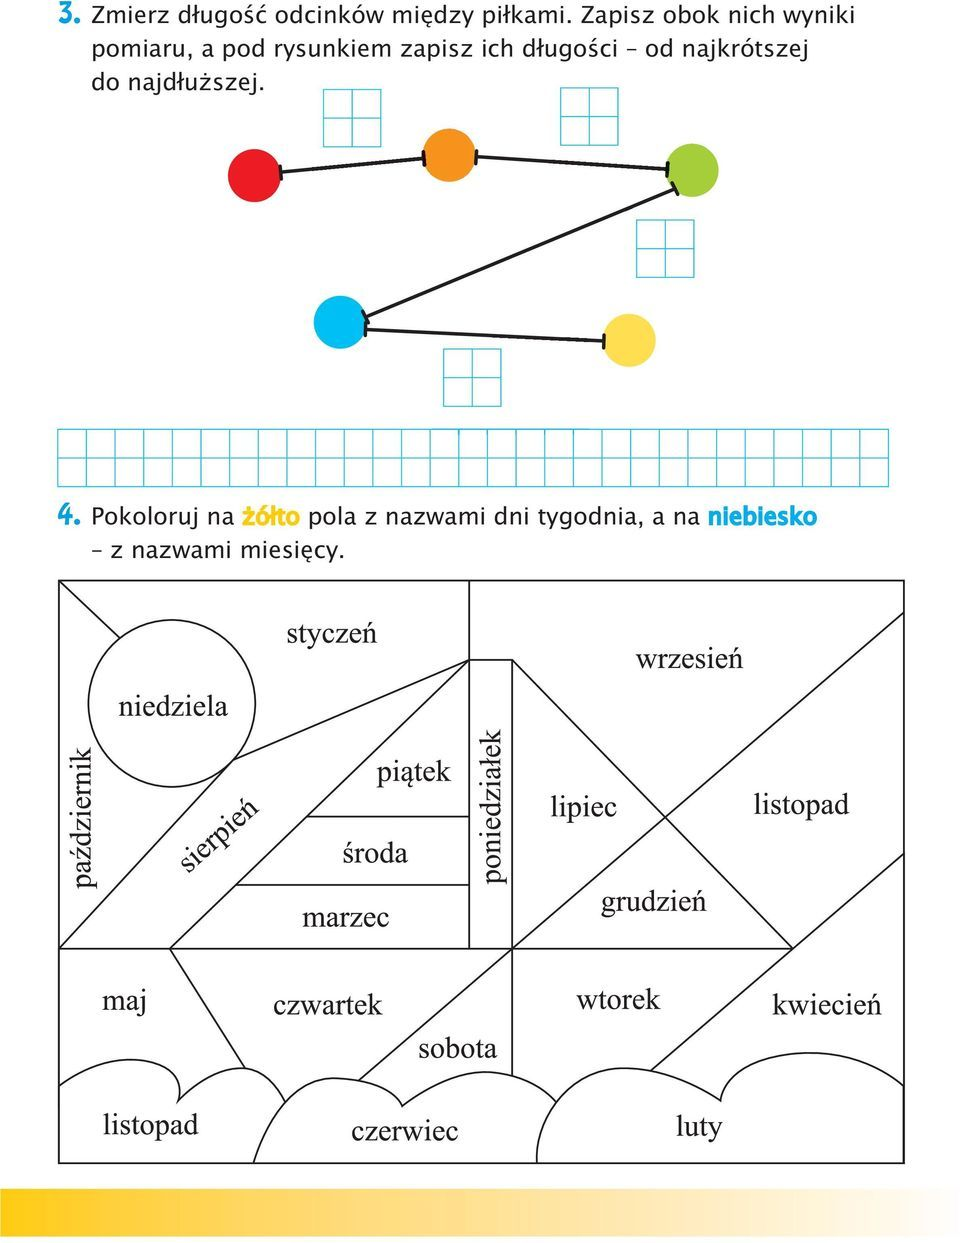 3. Zmierz długość odcinków między piłkami. Zapisz obok nich wyniki
pomiaru, a pod rysunkiem zapisz ich długości – od najkrótszej
do najdłuższej.
4. Pokoloruj na żółto pola z nazwami dni tygodnia, a na niebiesko
– z nazwami miesięcy.
styczeń
wrzesień
niedziela
październik
sierpień
piątek
środa
marzec
poniedziałek
lipiec
listopad
grudzień
maj
czwartek
sobota
wtorek
kwiecień
listopad
czerwiec
luty